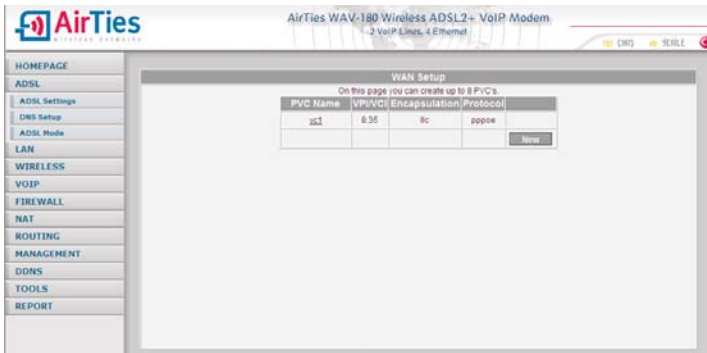 AirTies
wireless networks
AirTies WAV-180 Wireless ADSL2+ VoIP Modem
2 VoIP Lines, 4 Ethernet
HOMEPAGE
ADSL
ADSL Settings
DNS Setup
ADSL Mode
LAN
WIRELESS
VOIP
FIREWALL
NAT
ROUTING
MANAGEMENT
DDNS
TOOLS
REPORT
WAN Setup
On this page you can create up to 8 PVC's.
PVC Name VPI/VCI Encapsulation Protocol
vc1 8:35 llc pppoe
New